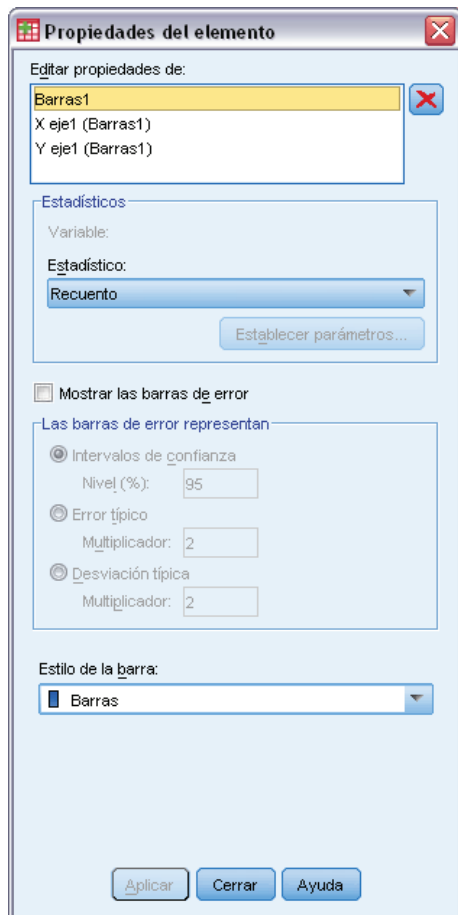 Propiedades del elemento
Editar propiedades de:
Barras1
X eje1 (Barras1)
Y eje1 (Barras1)
Estadísticos
Variable:
Estadístico:
Recuento
Establecer parámetros...
Mostrar las barras de error
Las barras de error representan
Intervalos de confianza
Nivel (%): 95
Error típico
Multiplicador: 2
Desviación típica
Multiplicador: 2
Estilo de la barra:
Barras
Aplicar Cerrar Ayuda